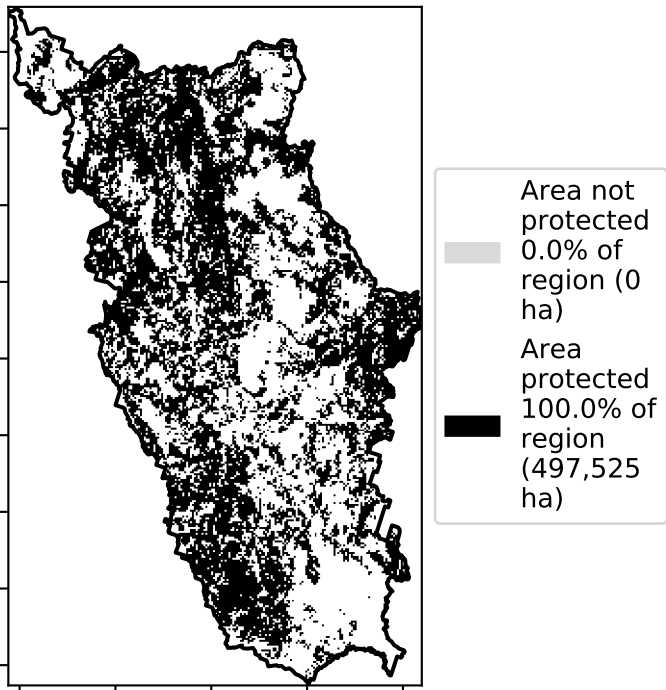 Area not
protected
0.0% of
region (0
ha)
Area
protected
100.0% of
region
(497,525
ha)